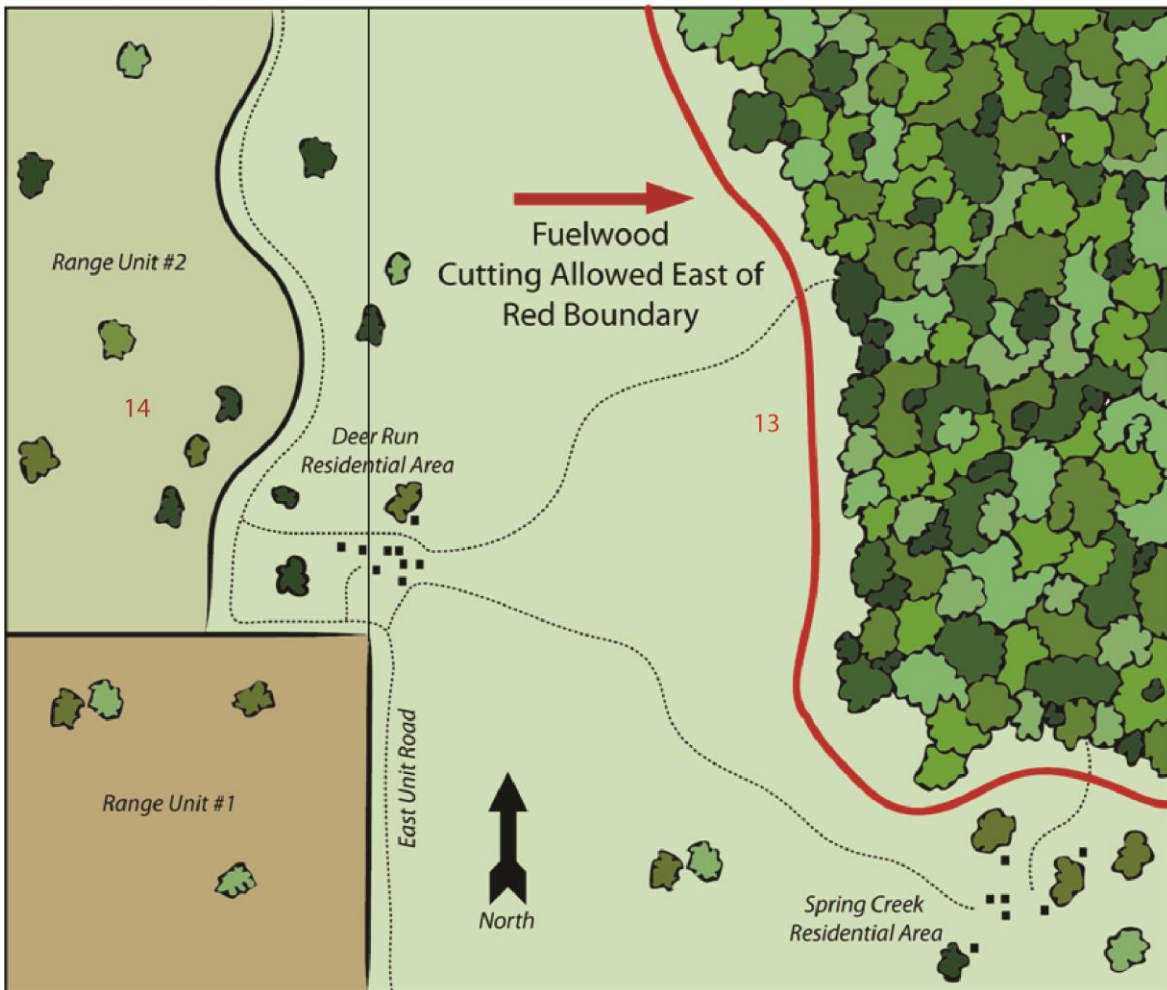 Fuelwood
Cutting Allowed East of
Red Boundary
Range Unit #2
14
13
Deer Run
Residential Area
East Unit Road
Range Unit #1
North
Spring Creek
Residential Area